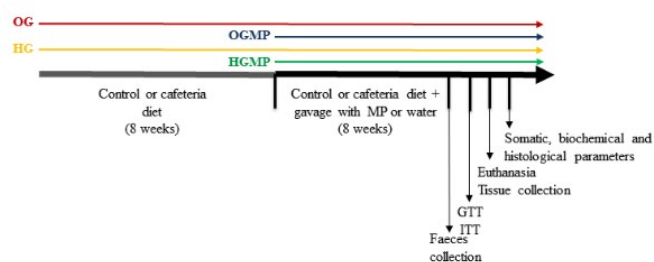 OG
OGMP
HG
HGMP
Control or cafeteria
diet
(8 weeks)
Control or cafeteria diet +
gavage with MP or water
(8 weeks)
Somatic, biochemical and
histological parameters
Euthanasia
Tissue collection
GTT
ITT
Faeces
collection